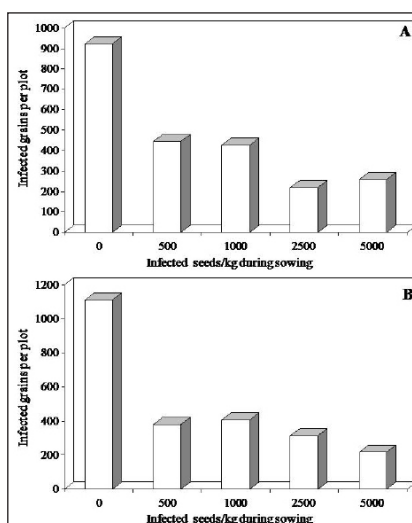 A
1000
900
800
700
600
500
400
300
200
100
0
Infected grains per plot
0 500 1000 2500 5000
Infected seeds/kg during sowing
B
1200
1000
800
600
400
200
0
Infected grains per plot
0 500 1000 2500 5000
Infected seeds/kg during sowing